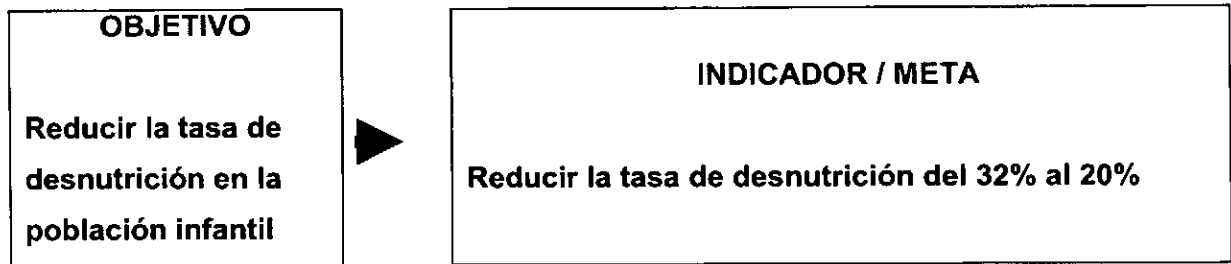 OBJETIVO
Reducir la tasa de
desnutrición en la
población infantil
INDICADOR / META
Reducir la tasa de desnutrición del 32% al 20%